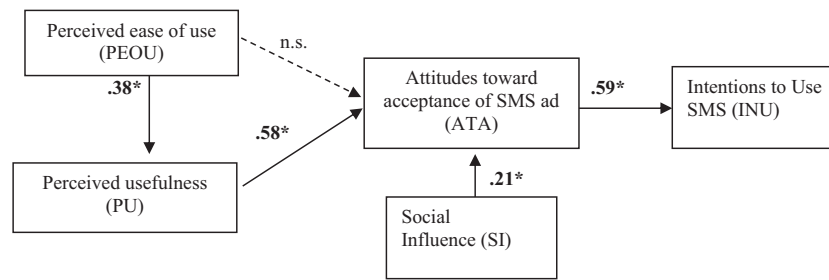 Perceived ease of use
(PEOU)
n.s.
.38*
Attitudes toward
acceptance of SMS ad
(ATA)
.59*
Intentions to Use
SMS (INU)
.58*
Perceived usefulness
(PU)
.21*
Social
Influence (SI)